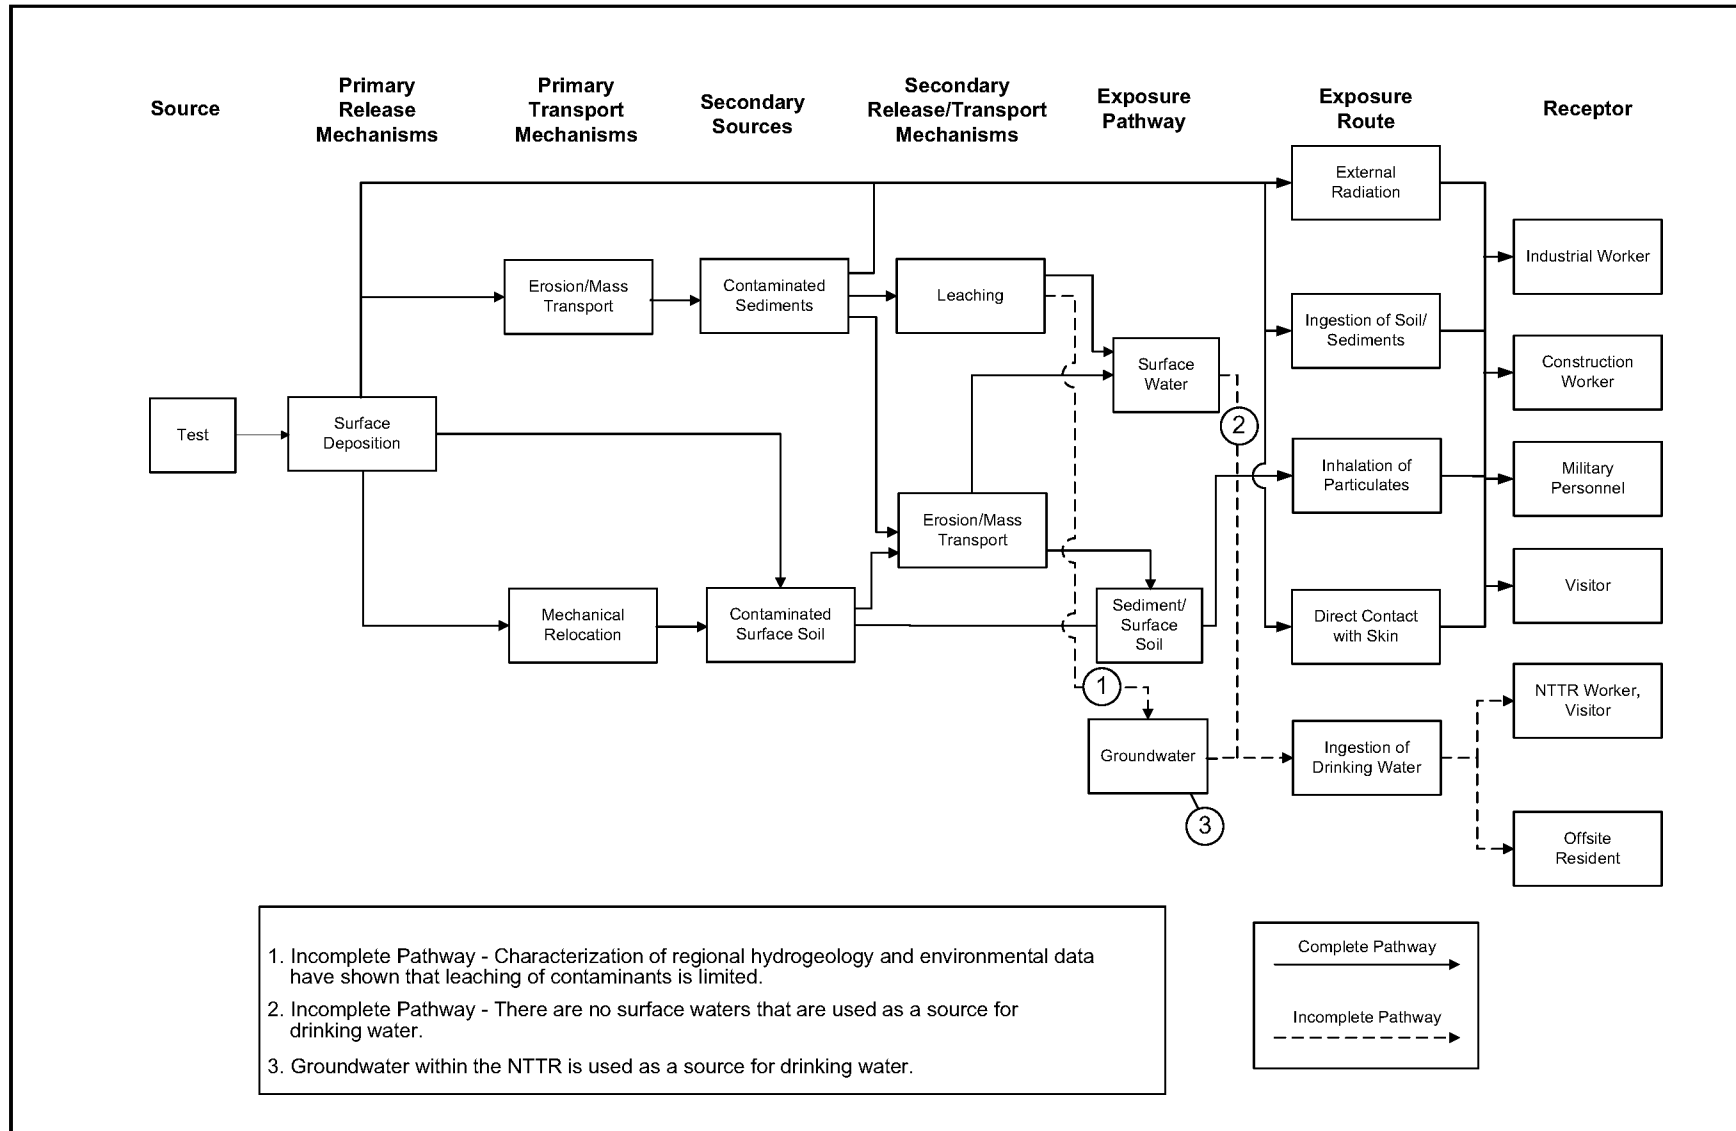 Source
Primary
Release
Mechanisms
Primary
Transport
Mechanisms
Secondary
Sources
Secondary
Release/Transport
Mechanisms
Exposure
Pathway
Exposure
Route
Receptor
External
Radiation
Industrial Worker
Erosion/Mass
Transport
Contaminated
Sediments
Leaching
Ingestion of Soil/
Sediments
Surface
Water
Construction
Worker
Test
Surface
Deposition
2
Inhalation of
Particulates
Military
Personnel
Erosion/Mass
Transport
Visitor
Mechanical
Relocation
Contaminated
Surface Soil
Sediment/
Surface
Soil
Direct Contact
with Skin
1
NTTR Worker,
Visitor
Groundwater
Ingestion of
Drinking Water
3
Offsite
Resident
1. Incomplete Pathway - Characterization of regional hydrogeology and environmental data
have shown that leaching of contaminants is limited.
2. Incomplete Pathway - There are no surface waters that are used as a source for
drinking water.
3. Groundwater within the NTTR is used as a source for drinking water.
Complete Pathway
Incomplete Pathway